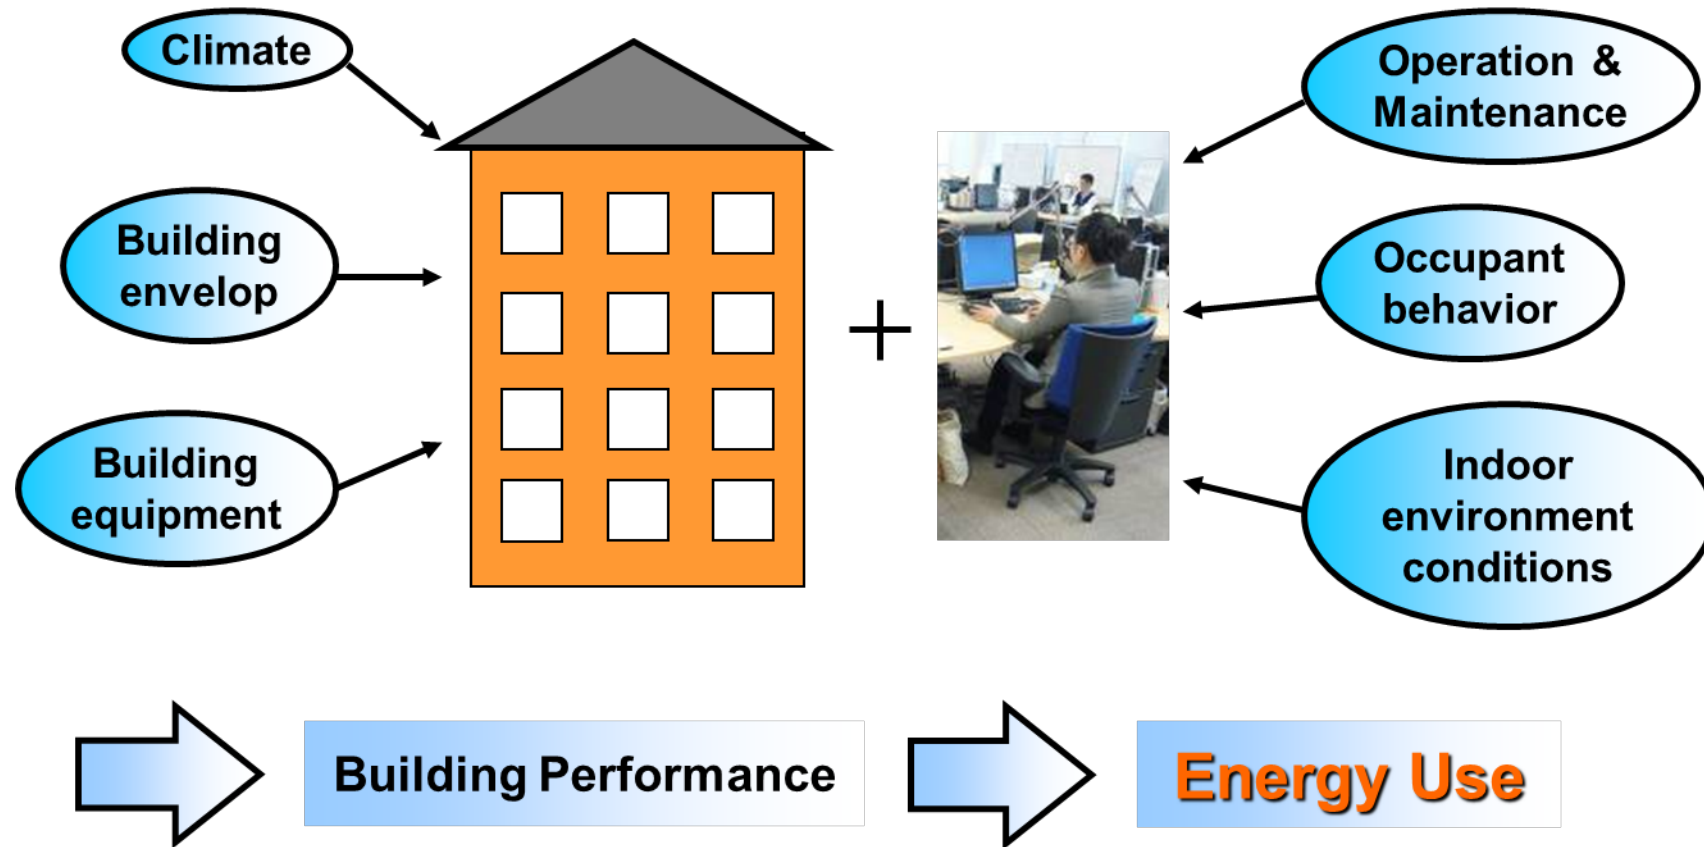 Climate
Building
envelop
Building
equipment
Operation &
Maintenance
Occupant
behavior
Indoor
environment
conditions
+
Building Performance
Energy Use